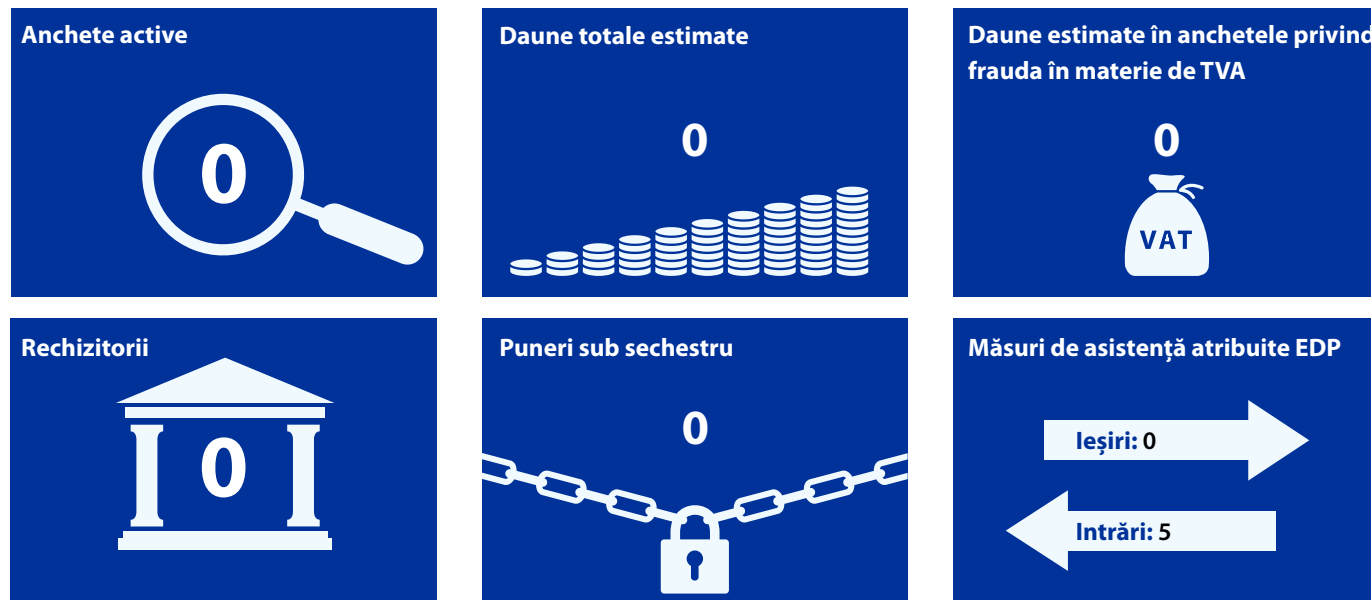 Anchete active
0
Daune totale estimate
0
Daune estimate în anchetele privind
frauda în materie de TVA
0
VAT
Rechizitorii
0
Puneri sub sechestru
0
Măsuri de asistență atribuite EDP
Ieșiri: 0
Intrări: 5